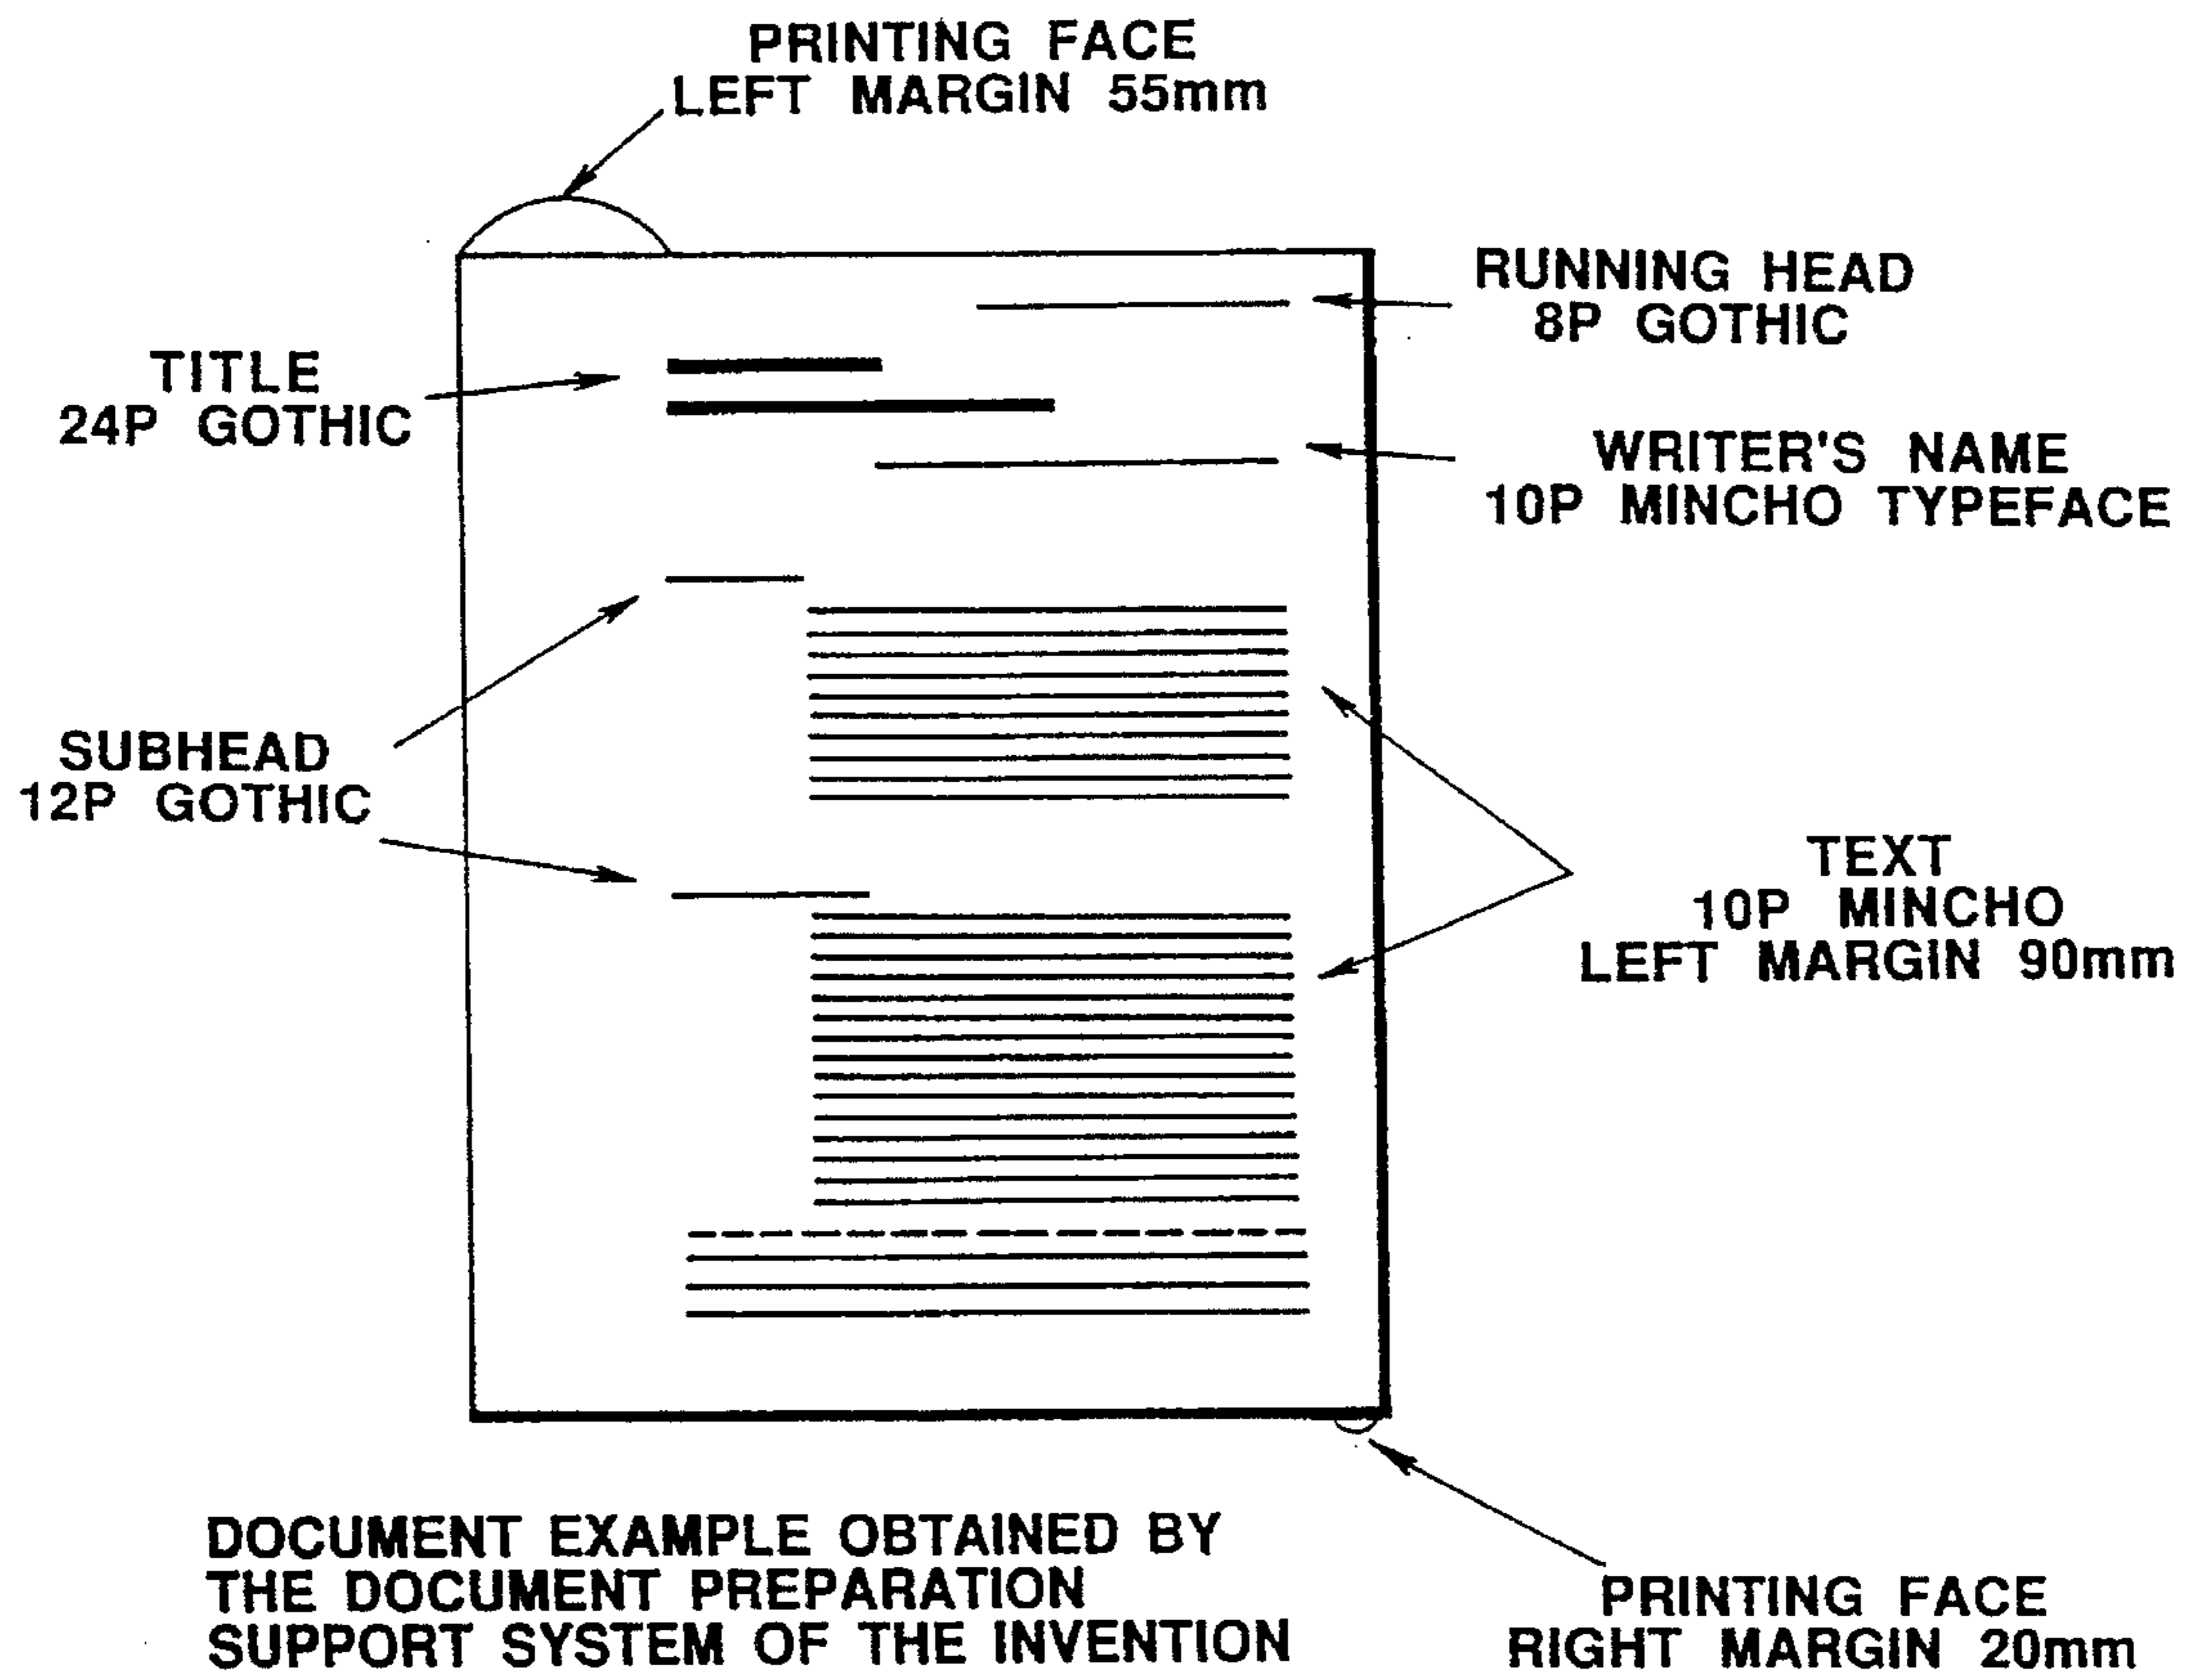 PRINTING FACE
LEFT MARGIN 55mm
RUNNING HEAD
8P GOTHIC
TITLE
24P GOTHIC
WRITER'S NAME
10P MINCHO TYPEFACE
SUBHEAD
12P GOTHIC
TEXT
10P MINCHO
LEFT MARGIN 90mm
DOCUMENT EXAMPLE OBTAINED BY
THE DOCUMENT PREPARATION
SUPPORT SYSTEM OF THE INVENTION
PRINTING FACE
RIGHT MARGIN 20mm